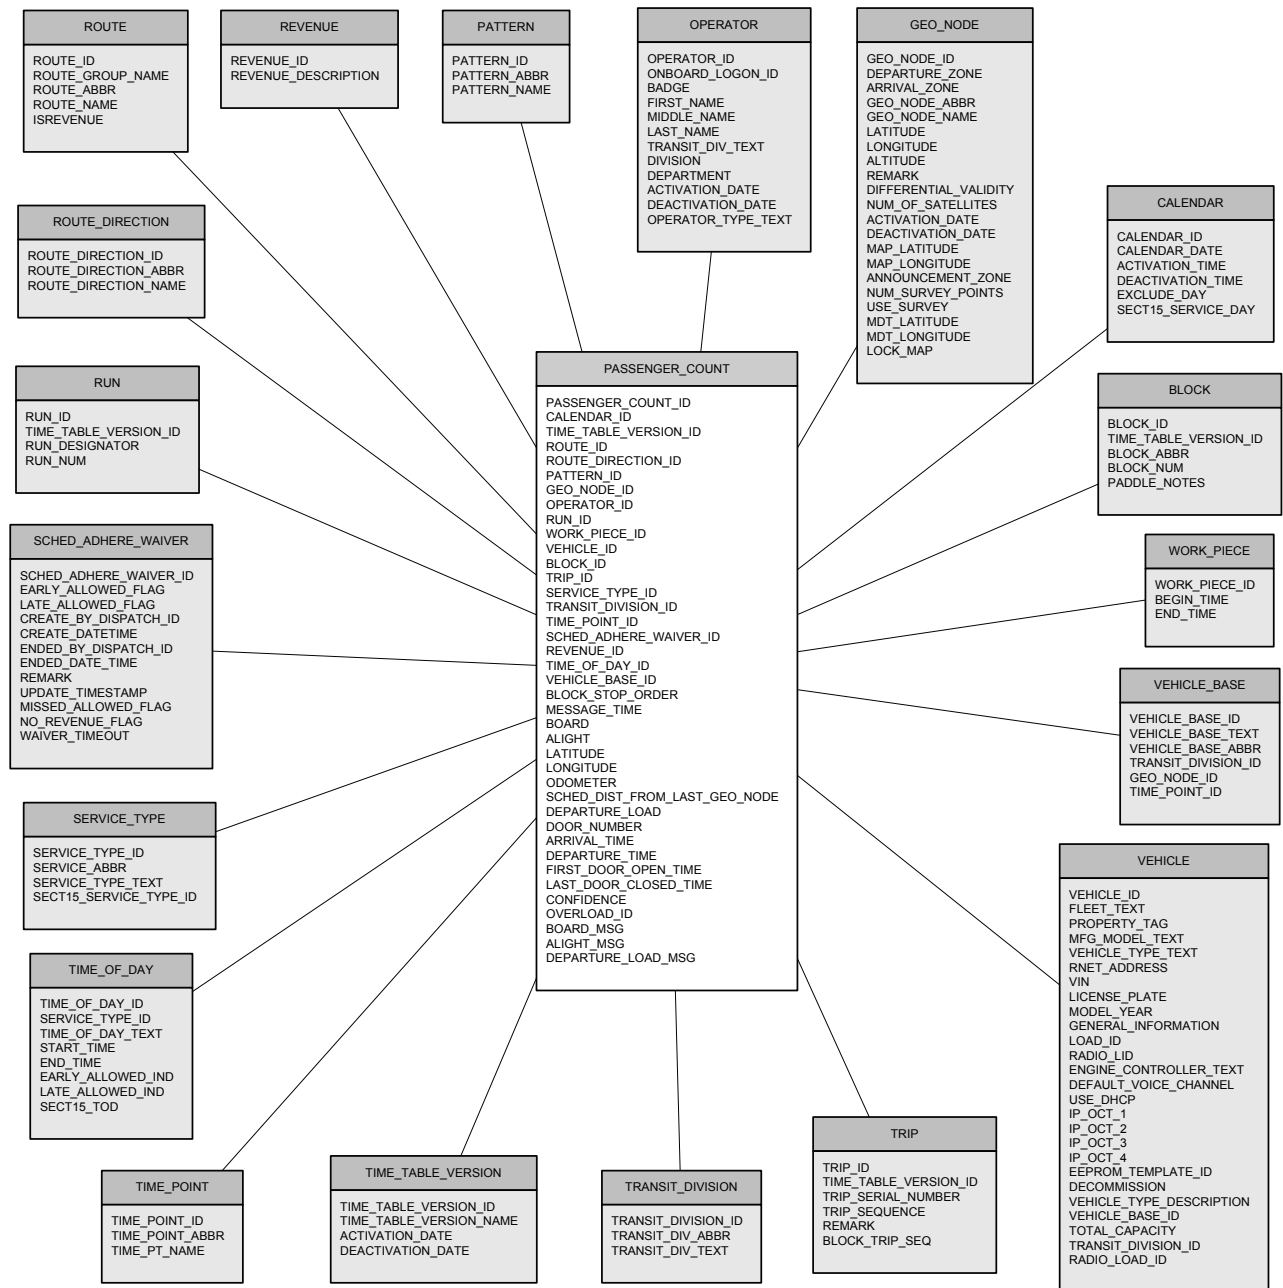 ROUTE
ROUTE_ID
ROUTE_GROUP_NAME
ROUTE_ABBR
ROUTE_NAME
ISREVENUE
REVENUE
REVENUE_ID
REVENUE_DESCRIPTION
PATTERN
PATTERN_ID
PATTERN_ABBR
PATTERN_NAME
OPERATOR
OPERATOR_ID
ONBOARD_LOGON_ID
BADGE
FIRST_NAME
MIDDLE_NAME
LAST_NAME
TRANSIT_DIV_TEXT
DIVISION
DEPARTMENT
ACTIVATION_DATE
DEACTIVATION_DATE
OPERATOR_TYPE_TEXT
GEO_NODE
GEO_NODE_ID
DEPARTURE_ZONE
ARRIVAL_ZONE
GEO_NODE_ABBR
GEO_NODE_NAME
LATITUDE
LONGITUDE
ALTITUDE
REMARK
DIFFERENTIAL_VALIDITY
NUM_OF_SATELLITES
ACTIVATION_DATE
DEACTIVATION_DATE
MAP_LATITUDE
MAP_LONGITUDE
ANNOUNCEMENT_ZONE
NUM_SURVEY_POINTS
USE_SURVEY
MDT_LATITUDE
MDT_LONGITUDE
LOCK_MAP
CALENDAR
CALENDAR_ID
CALENDAR_DATE
ACTIVATION_TIME
DEACTIVATION_TIME
EXCLUDE_DAY
SECT15_SERVICE_DAY
ROUTE_DIRECTION
ROUTE_DIRECTION_ID
ROUTE_DIRECTION_ABBR
ROUTE_DIRECTION_NAME
RUN
RUN_ID
TIME_TABLE_VERSION_ID
RUN_DESIGNATOR
RUN_NUM
PASSENGER_COUNT
PASSENGER_COUNT_ID
CALENDAR_ID
TIME_TABLE_VERSION_ID
ROUTE_ID
ROUTE_DIRECTION_ID
PATTERN_ID
GEO_NODE_ID
OPERATOR_ID
RUN_ID
WORK_PIECE_ID
VEHICLE_ID
BLOCK_ID
TRIP_ID
SERVICE_TYPE_ID
TRANSIT_DIVISION_ID
TIME_POINT_ID
SCHED_ADHERE_WAIVER_ID
REVENUE_ID
TIME_OF_DAY_ID
VEHICLE_BASE_ID
BLOCK_STOP_ORDER
MESSAGE_TIME
BOARD
ALIGHT
LATITUDE
LONGITUDE
ODOMETER
SCHED_DIST_FROM_LAST_GEO_NODE
DEPARTURE_LOAD
DOOR_NUMBER
ARRIVAL_TIME
DEPARTURE_TIME
FIRST_DOOR_OPEN_TIME
LAST_DOOR_CLOSED_TIME
CONFIDENCE
OVERLOAD_ID
BOARD_MSG
ALIGHT_MSG
DEPARTURE_LOAD_MSG
BLOCK
BLOCK_ID
TIME_TABLE_VERSION_ID
BLOCK_ABBR
BLOCK_NUM
PADDLE_NOTES
SCHED_ADHERE_WAIVER
SCHED_ADHERE_WAIVER_ID
EARLY_ALLOWED_FLAG
LATE_ALLOWED_FLAG
CREATE_BY_DISPATCH_ID
CREATE_DATETIME
ENDED_BY_DISPATCH_ID
ENDED_DATE_TIME
REMARK
UPDATE_TIMESTAMP
MISSED_ALLOWED_FLAG
NO_REVENUE_FLAG
WAIVER_TIMEOUT
WORK_PIECE
WORK_PIECE_ID
BEGIN_TIME
END_TIME
VEHICLE_BASE
VEHICLE_BASE_ID
VEHICLE_BASE_TEXT
VEHICLE_BASE_ABBR
TRANSIT_DIVISION_ID
GEO_NODE_ID
TIME_POINT_ID
SERVICE_TYPE
SERVICE_TYPE_ID
SERVICE_ABBR
SERVICE_TYPE_TEXT
SECT15_SERVICE_TYPE_ID
VEHICLE
VEHICLE_ID
FLEET_TEXT
PROPERTY_TAG
MFG_MODEL_TEXT
VEHICLE_TYPE_TEXT
RNET_ADDRESS
VIN
LICENSE_PLATE
MODEL_YEAR
GENERAL_INFORMATION
LOAD_ID
RADIO_LID
ENGINE_CONTROLLER_TEXT
DEFAULT_VOICE_CHANNEL
USE_DHCP
IP_OCT_1
IP_OCT_2
IP_OCT_3
IP_OCT_4
EEPROM_TEMPLATE_ID
DECOMMISSION
VEHICLE_TYPE_DESCRIPTION
VEHICLE_BASE_ID
TOTAL_CAPACITY
TRANSIT_DIVISION_ID
RADIO_LOAD_ID
TIME_OF_DAY
TIME_OF_DAY_ID
SERVICE_TYPE_ID
TIME_OF_DAY_TEXT
START_TIME
END_TIME
EARLY_ALLOWED_IND
LATE_ALLOWED_IND
SECT15_TOD
TIME_POINT
TIME_POINT_ID
TIME_POINT_ABBR
TIME_PT_NAME
TIME_TABLE_VERSION
TIME_TABLE_VERSION_ID
TIME_TABLE_VERSION_NAME
ACTIVATION_DATE
DEACTIVATION_DATE
TRANSIT_DIVISION
TRANSIT_DIVISION_ID
TRANSIT_DIV_ABBR
TRANSIT_DIV_TEXT
TRIP
TRIP_ID
TIME_TABLE_VERSION_ID
TRIP_SERIAL_NUMBER
TRIP_SEQUENCE
REMARK
BLOCK_TRIP_SEQ